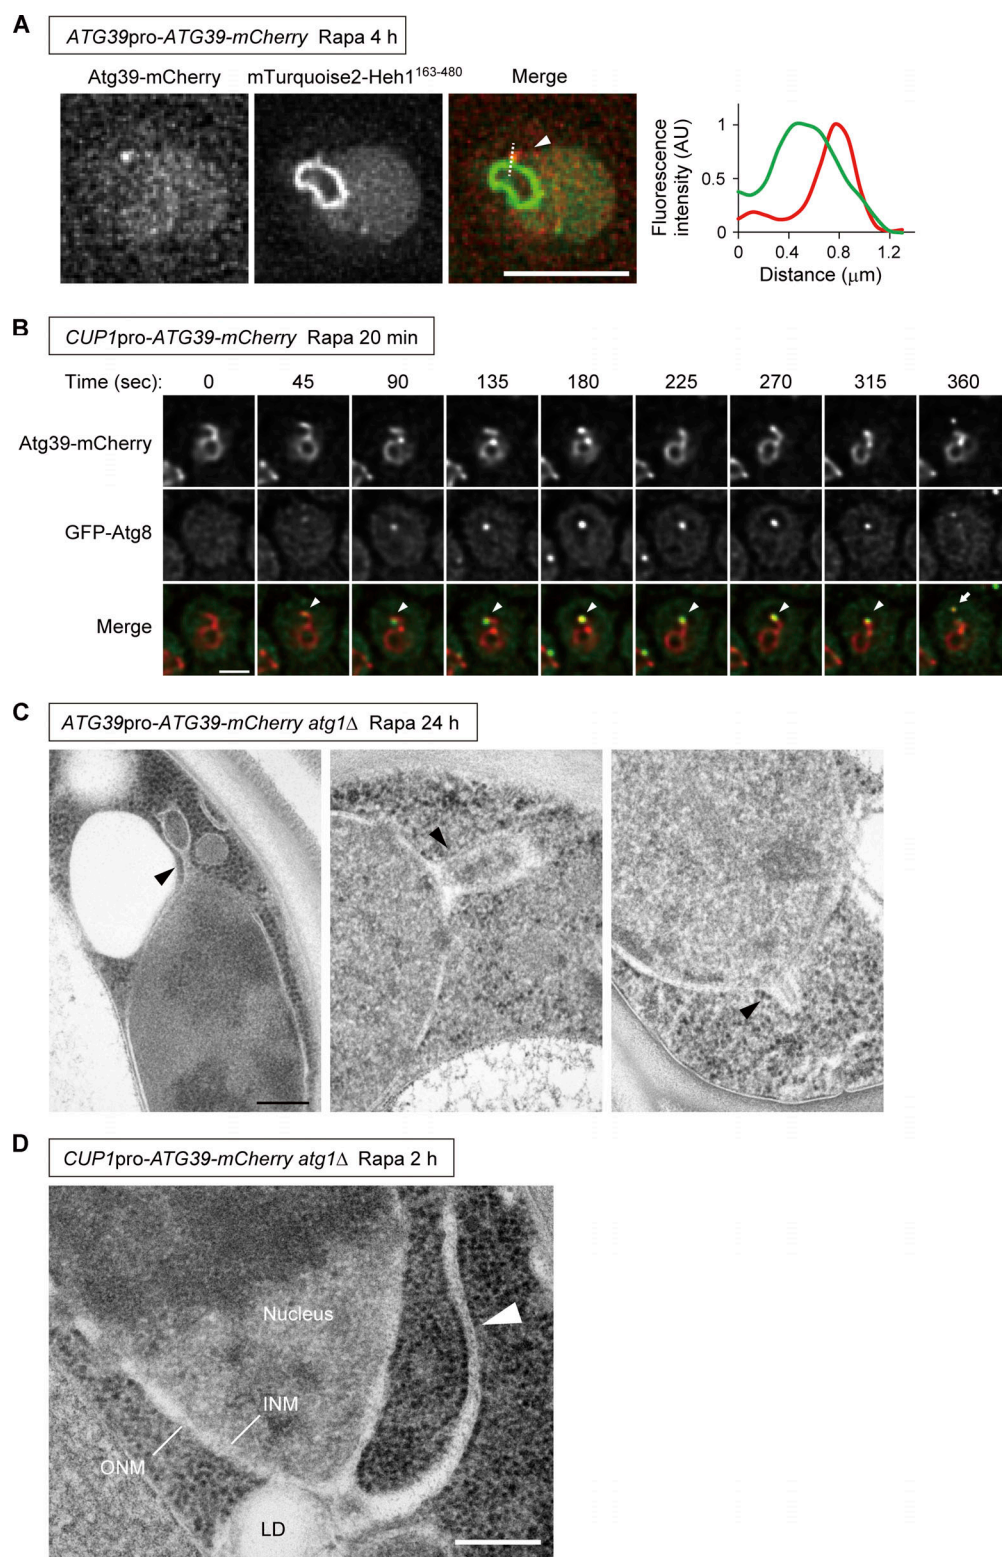 A
ATG39pro-ATG39-mCherry Rapa 4 h
Atg39-mCherry mTurquoise2-Heh1163-480 Merge
Fluorescence
intensity (AU)
1
0.5
0
0 0.4 0.8 1.2
Distance (μm)
B
CUP1pro-ATG39-mCherry Rapa 20 min
Time (sec): 0 45 90 135 180 225 270 315 360
Atg39-mCherry
GFP-Atg8
Merge
C
ATG39pro-ATG39-mCherry atg1Δ Rapa 24 h
D
CUP1pro-ATG39-mCherry atg1Δ Rapa 2 h
Nucleus
INM
ONM
LD